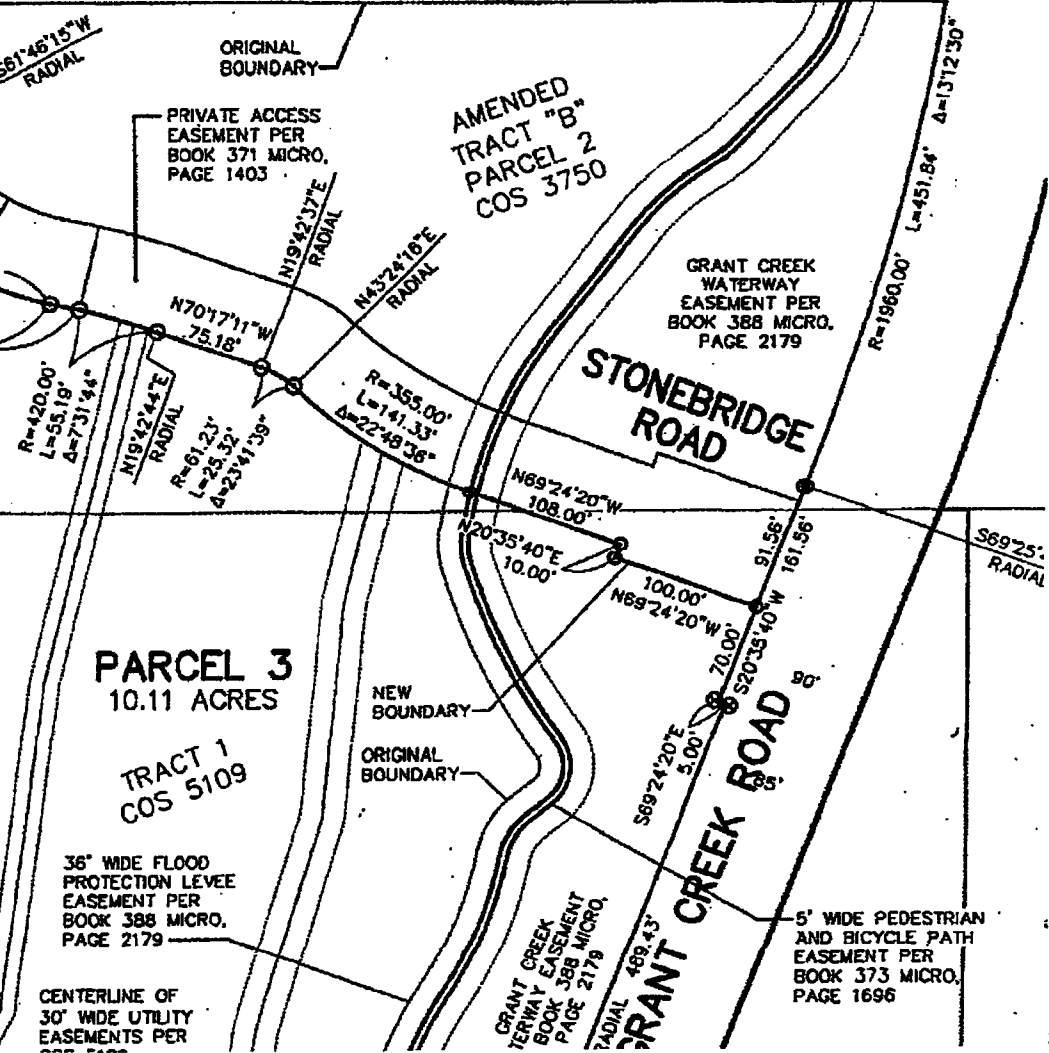 S61°46'15"W
RADIAL
ORIGINAL
BOUNDARY
PRIVATE ACCESS
EASEMENT PER
BOOK 371 MICRO,
PAGE 1403
AMENDED
TRACT "B"
PARCEL 2
COS 3750
Δ=13°12'30"
L=451.84'
R=1960.00'
N19°42'37"E
RADIAL
N43°24'16"E
RADIAL
GRANT CREEK
WATERWAY
EASEMENT PER
BOOK 388 MICRO,
PAGE 2179
N70°17'11"W
75.18'
STONEBRIDGE
ROAD
R=420.00'
L=55.19'
Δ=7°31'44"
N19°42'44"E
RADIAL
R=61.23'
L=25.32'
Δ=23°41'39"
R=355.00'
L=141.33'
Δ=22°48'36"
N69°24'20"W
108.00'
N20°35'40"E
10.00'
100.00'
N69°24'20"W
91.56'
161.56'
S69°25'
RADIAL
70.00'
S20°35'40"W
90'
PARCEL 3
10.11 ACRES
NEW
BOUNDARY
TRACT 1
COS 5109
ORIGINAL
BOUNDARY
S69°24'20"E
5.00'
85'
GRANT CREEK ROAD
36' WIDE FLOOD
PROTECTION LEVEE
EASEMENT PER
BOOK 388 MICRO,
PAGE 2179
5' WIDE PEDESTRIAN
AND BICYCLE PATH
EASEMENT PER
BOOK 373 MICRO,
PAGE 1696
GRANT CREEK
TERWAY EASEMENT
BOOK 388 MICRO,
PAGE 2179
489.43'
RADIAL
CENTERLINE OF
30' WIDE UTILITY
EASEMENTS PER